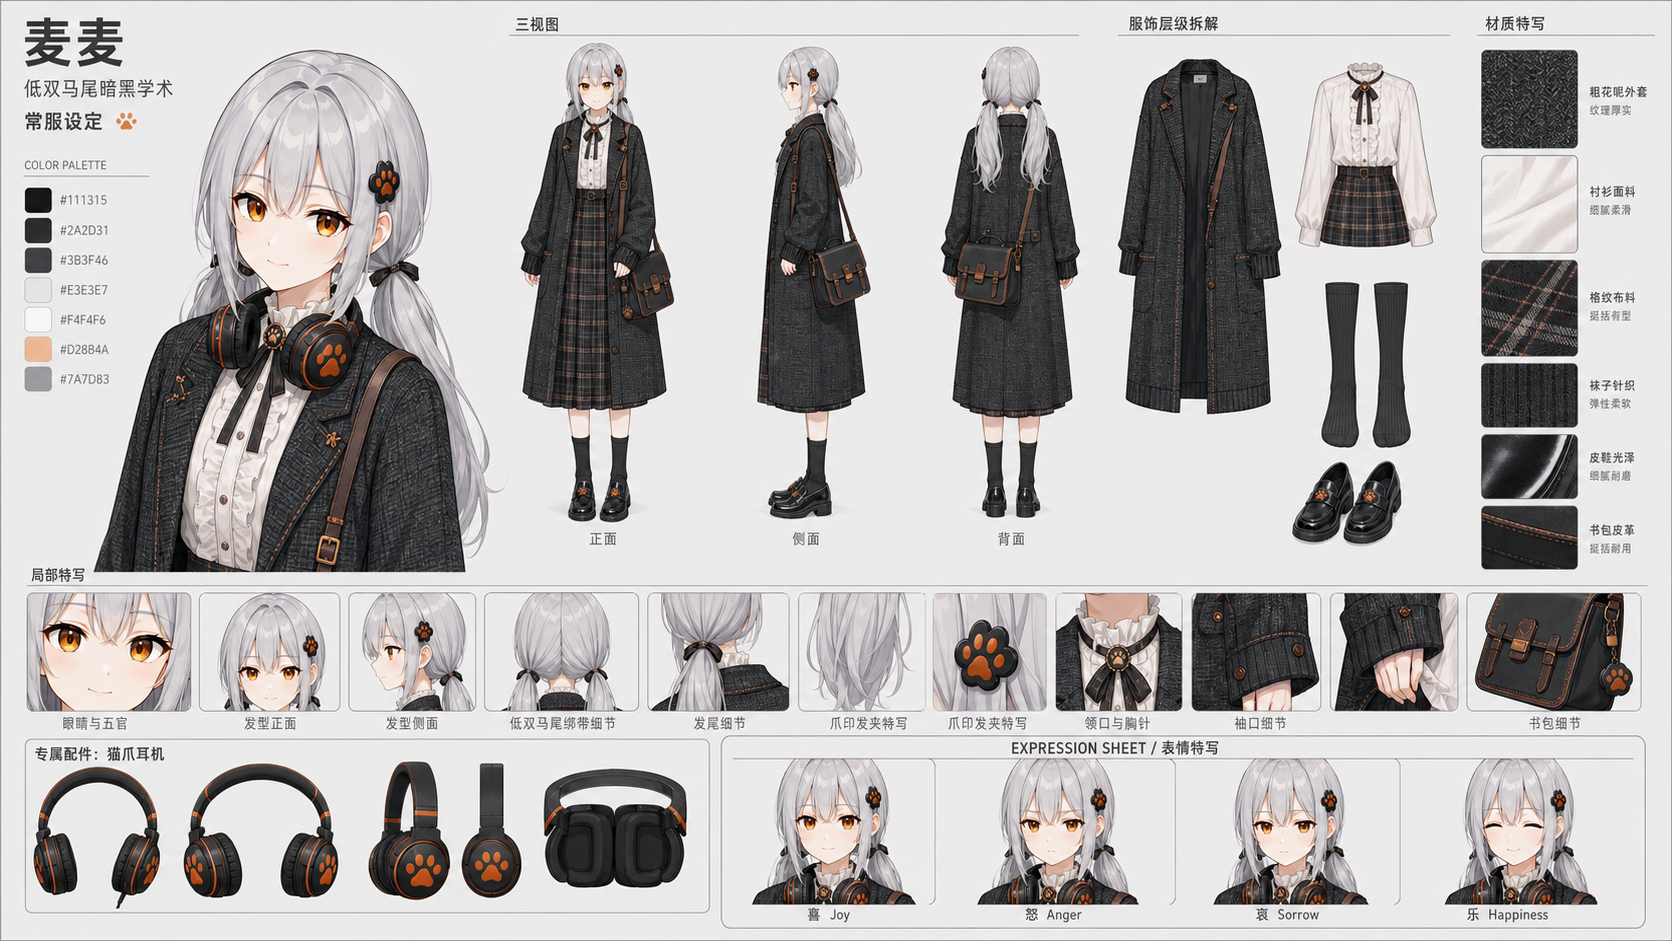 麦麦
低双马尾暗黑学术
常服设定
COLOR PALETTE
#111315
#2A2D31
#3B3F46
#E3E3E7
#F4F4F6
#D28B4A
#7A7D83
三视图
正面
侧面
背面
服饰层级拆解
材质特写
粗花呢外套
纹理厚实
衬衫面料
细腻柔滑
格纹布料
挺括有型
袜子针织
弹性柔软
皮鞋光泽
细腻耐磨
书包皮革
挺括耐用
局部特写
眼睛与五官
发型正面
发型侧面
低双马尾绑带细节
发尾细节
爪印发夹特写
爪印发夹特写
领口与胸针
袖口细节
书包细节
专属配件：猫爪耳机
EXPRESSION SHEET / 表情特写
喜 Joy
怒 Anger
哀 Sorrow
乐 Happiness